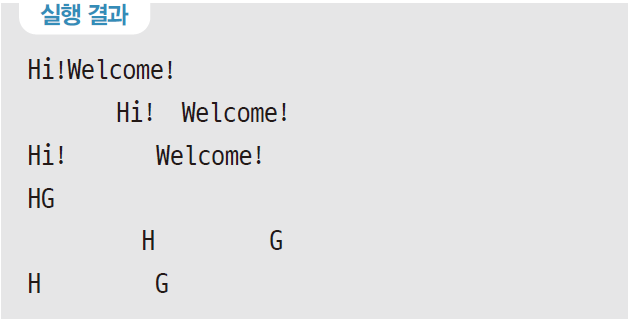 실행 결과
Hi!Welcome!
       Hi!  Welcome!
Hi!       Welcome!
HG
         H         G
H         G